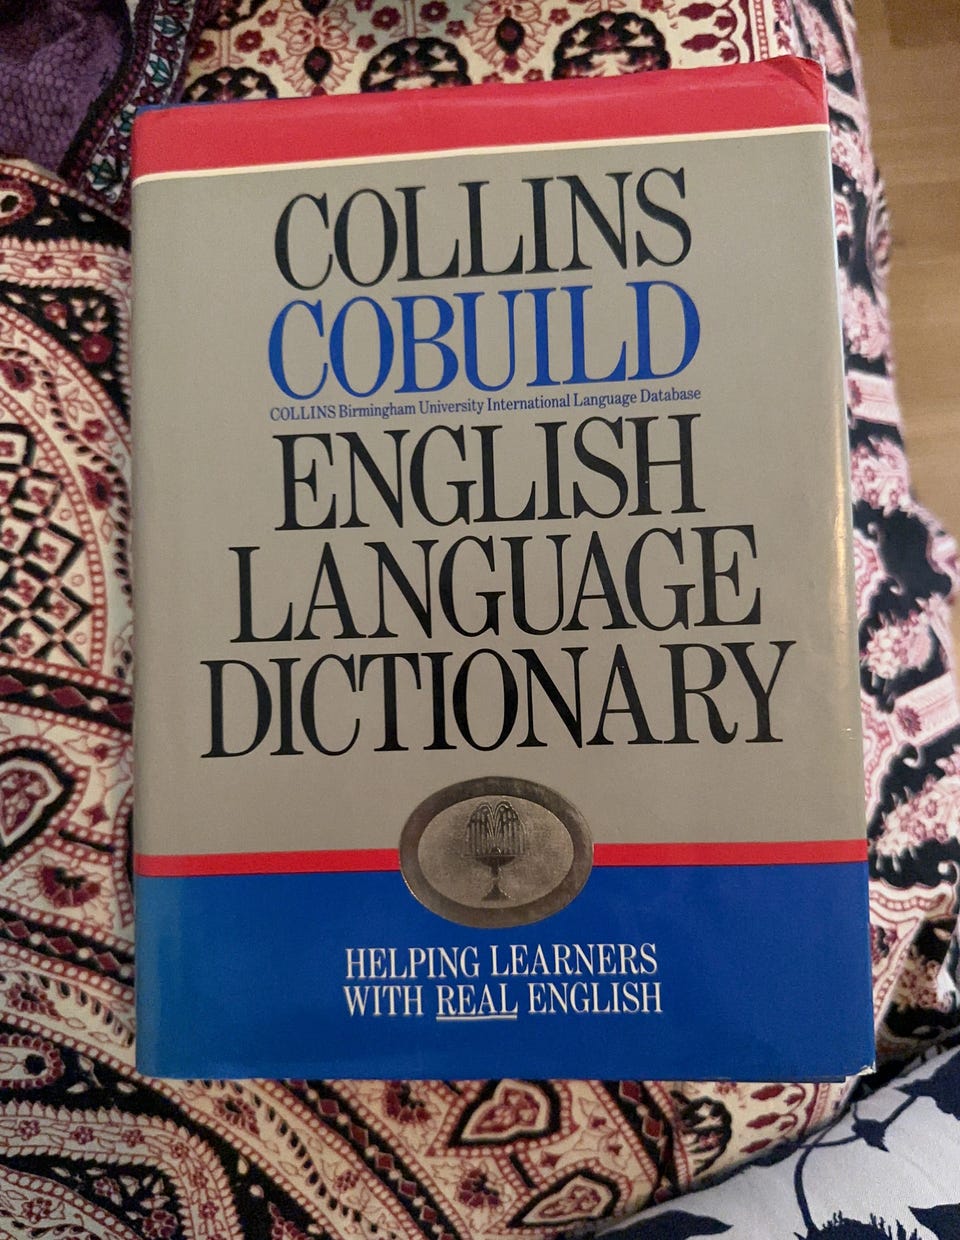 COLLINS
COBUILD
COLLINS Birmingham University International Language Database
ENGLISH
LANGUAGE
DICTIONARY
HELPING LEARNERS
WITH REAL ENGLISH